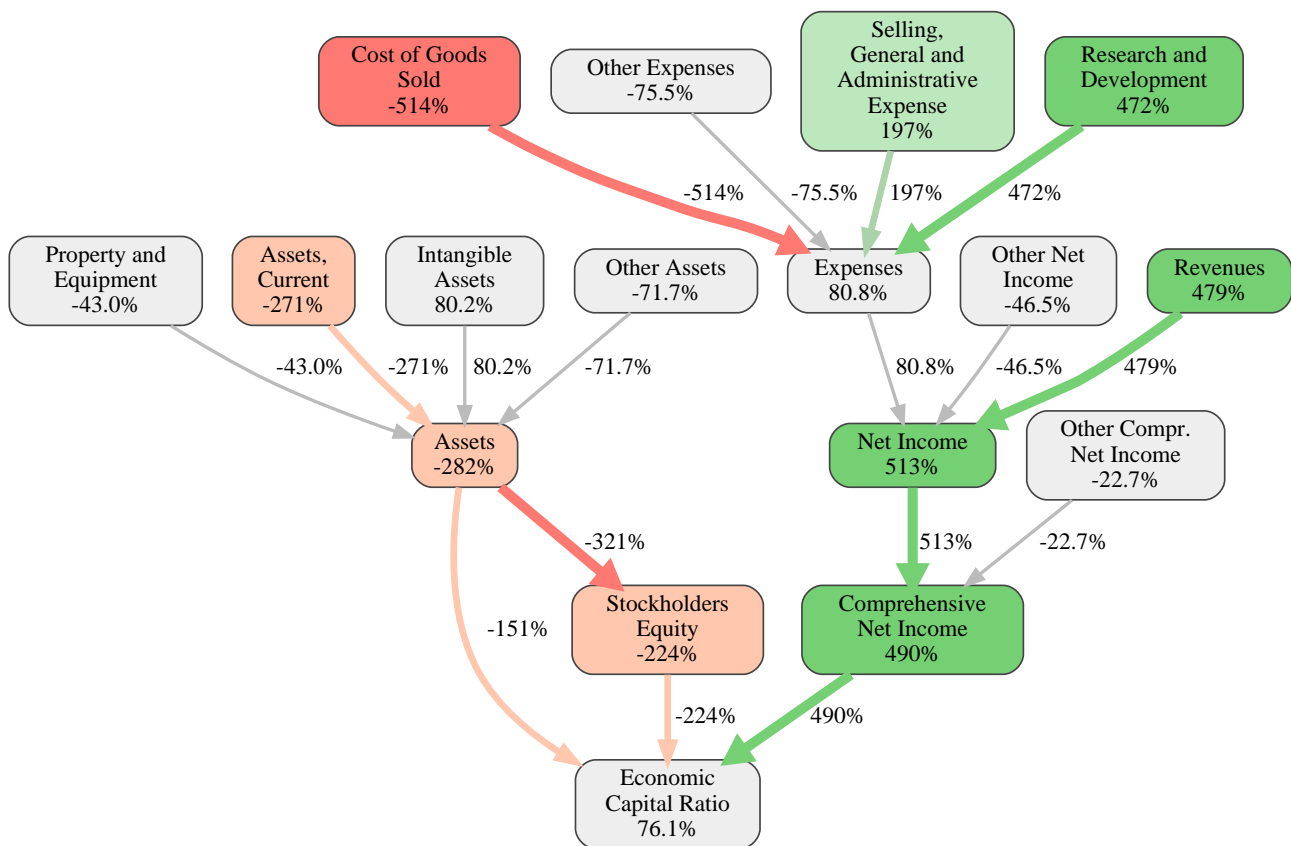 Cost of Goods
Sold
-514%
Other Expenses
-75.5%
Selling,
General and
Administrative
Expense
197%
Research and
Development
472%
-514%
-75.5%
197%
472%
Property and
Equipment
-43.0%
Assets,
Current
-271%
Intangible
Assets
80.2%
Other Assets
-71.7%
Expenses
80.8%
Other Net
Income
-46.5%
Revenues
479%
-43.0%
-271%
80.2%
-71.7%
80.8%
-46.5%
479%
Assets
-282%
Net Income
513%
Other Compr.
Net Income
-22.7%
-321%
513%
-22.7%
-151%
Stockholders
Equity
-224%
Comprehensive
Net Income
490%
-224%
490%
Economic
Capital Ratio
76.1%